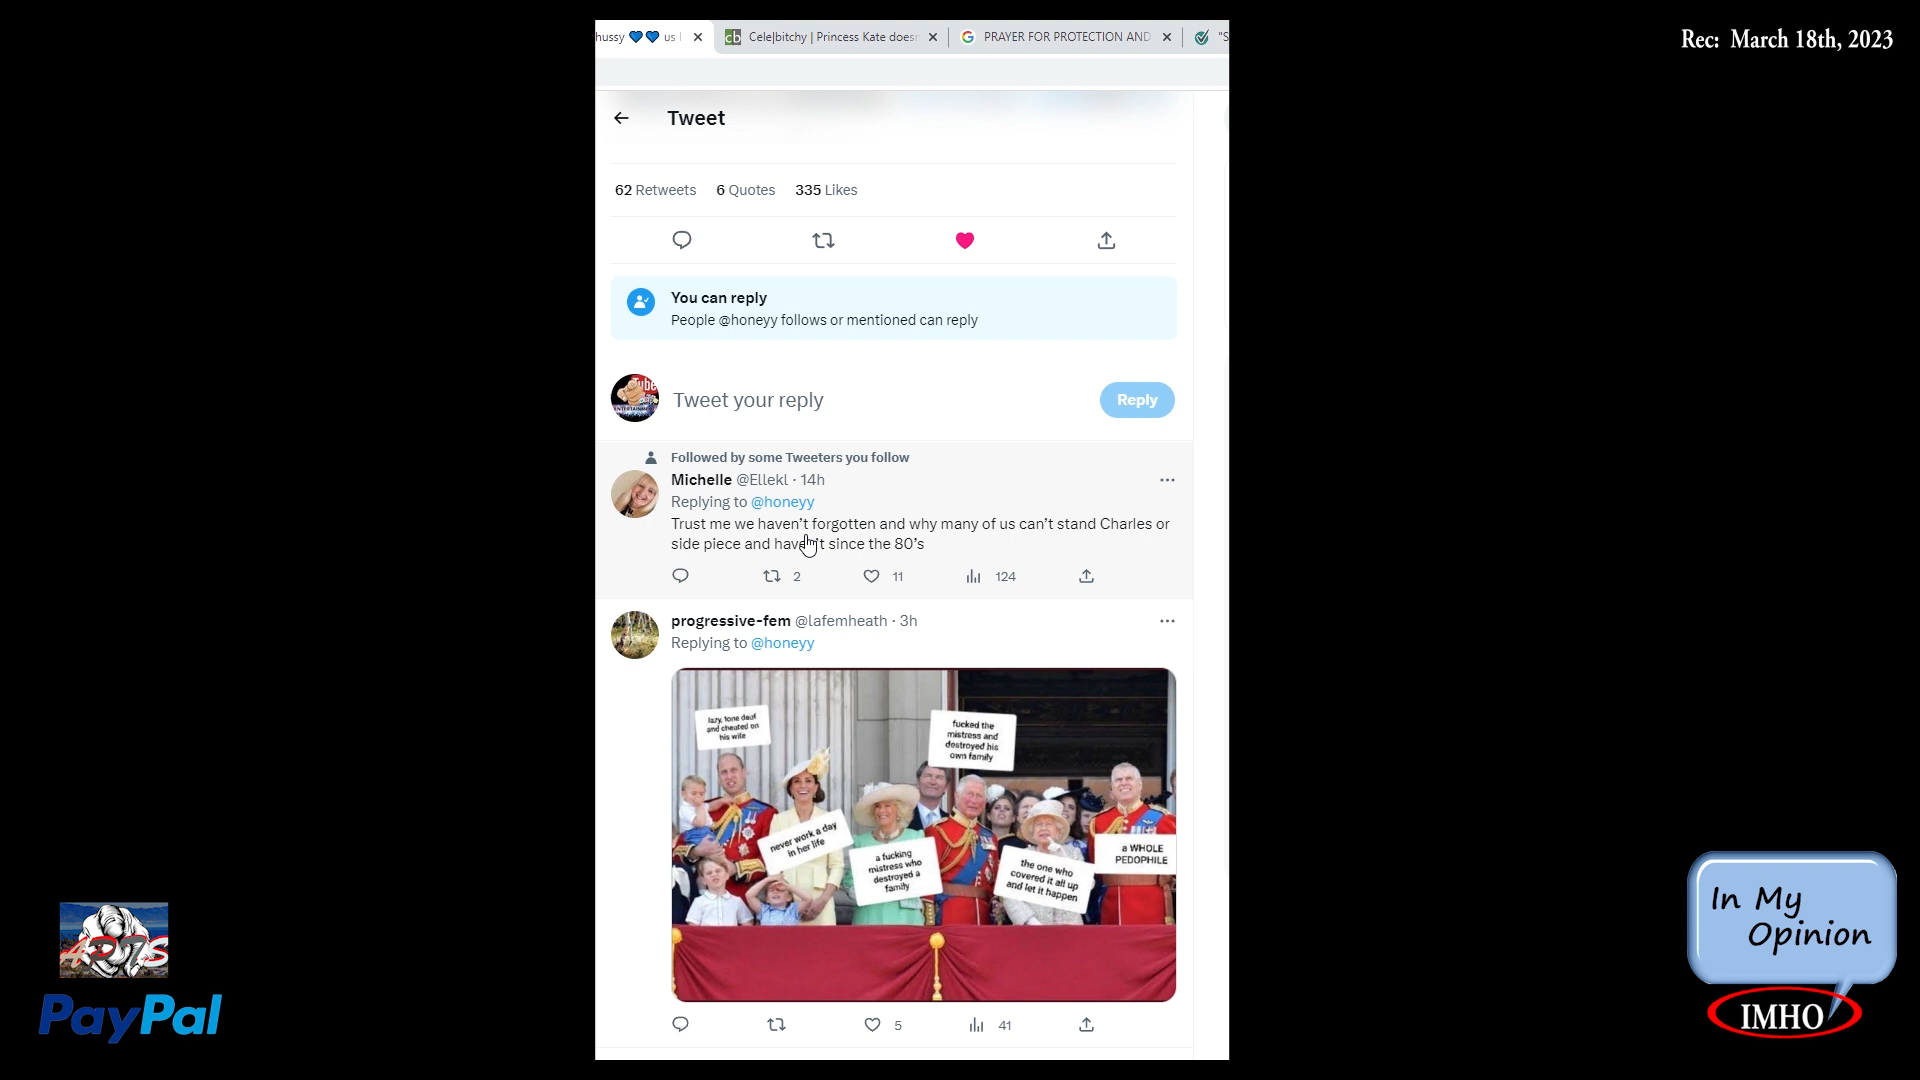 Rec: March 18th, 2023
hussy 💙💙 us
Cele|bitchy | Princess Kate doesn
PRAYER FOR PROTECTION AND
"S
Tweet
62 Retweets 6 Quotes 335 Likes
You can reply
People @honeyy follows or mentioned can reply
Tube
ENTERTAINMENT
Tweet your reply
Reply
Followed by some Tweeters you follow
Michelle @Ellekl · 14h
Replying to @honeyy
Trust me we haven't forgotten and why many of us can't stand Charles or
side piece and haven't since the 80's
2 11 124
progressive-fem @lafemheath · 3h
Replying to @honeyy
lazy, tone deaf
and cheated on
his wife
fucked the
mistress and
destroyed his
own family
never work a day
in her life
a fucking
mistress who
destroyed a
family
the one who
covered it all up
and let it happen
a WHOLE
PEDOPHILE
5 41
PayPal
In My
Opinion
IMHO